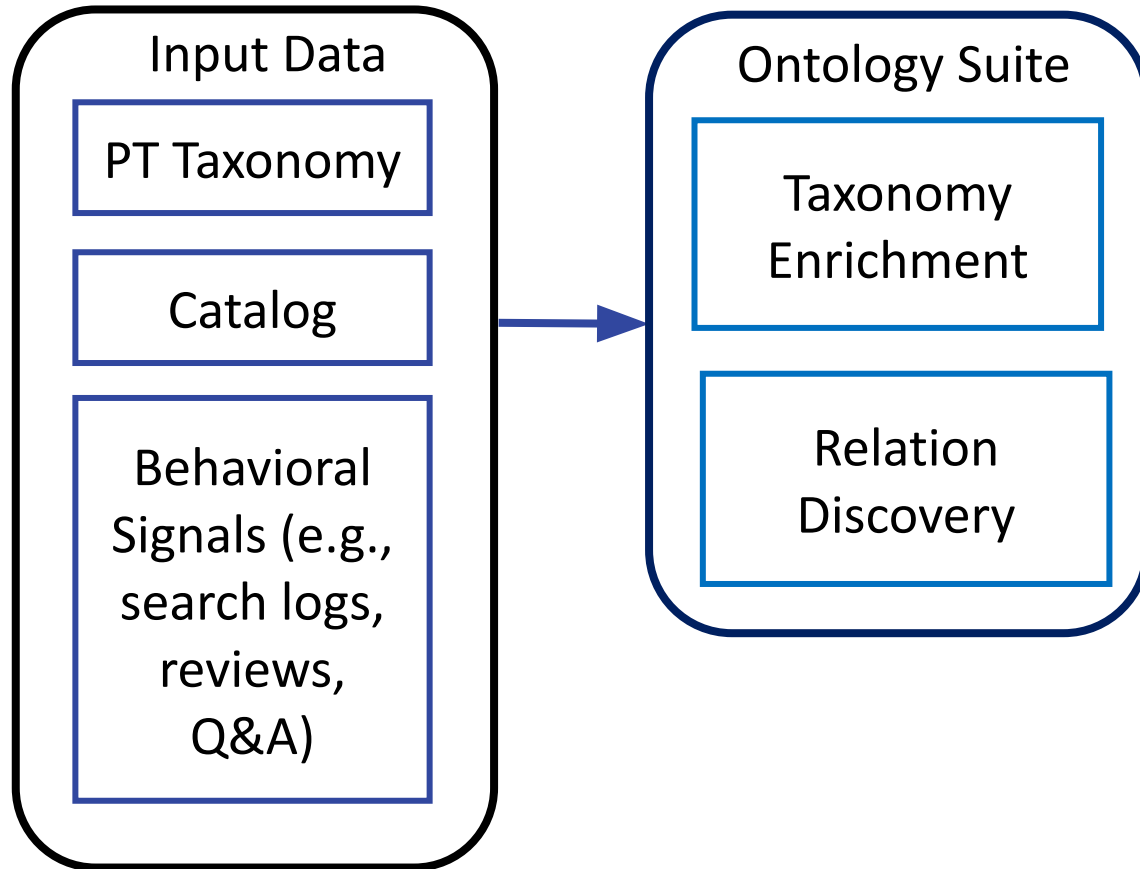 Input Data
PT Taxonomy
Catalog
Behavioral
Signals (e.g.,
search logs,
reviews,
Q&A)
Ontology Suite
Taxonomy
Enrichment
Relation
Discovery